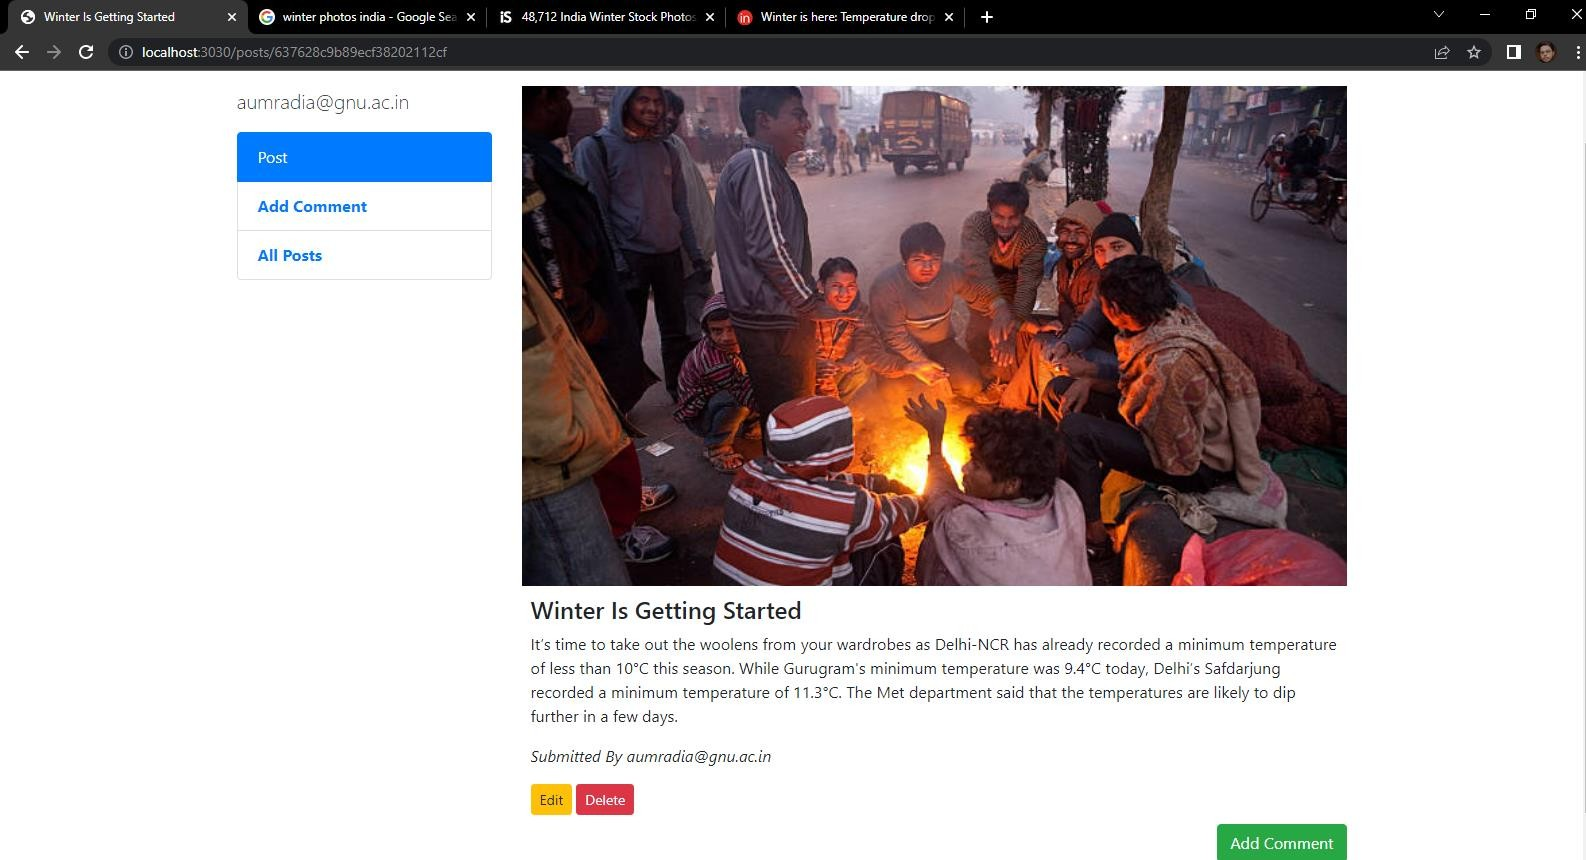 Winter Is Getting Started
winter photos india - Google Sea
iS 48,712 India Winter Stock Photos
in Winter is here: Temperature drop
localhost:3030/posts/637628c9b89ecf38202112cf
aumradia@gnu.ac.in
Post
Add Comment
All Posts
Winter Is Getting Started
It's time to take out the woolens from your wardrobes as Delhi-NCR has already recorded a minimum temperature
of less than 10°C this season. While Gurugram's minimum temperature was 9.4°C today, Delhi's Safdarjung
recorded a minimum temperature of 11.3°C. The Met department said that the temperatures are likely to dip
further in a few days.
Submitted By aumradia@gnu.ac.in
Edit
Delete
Add Comment